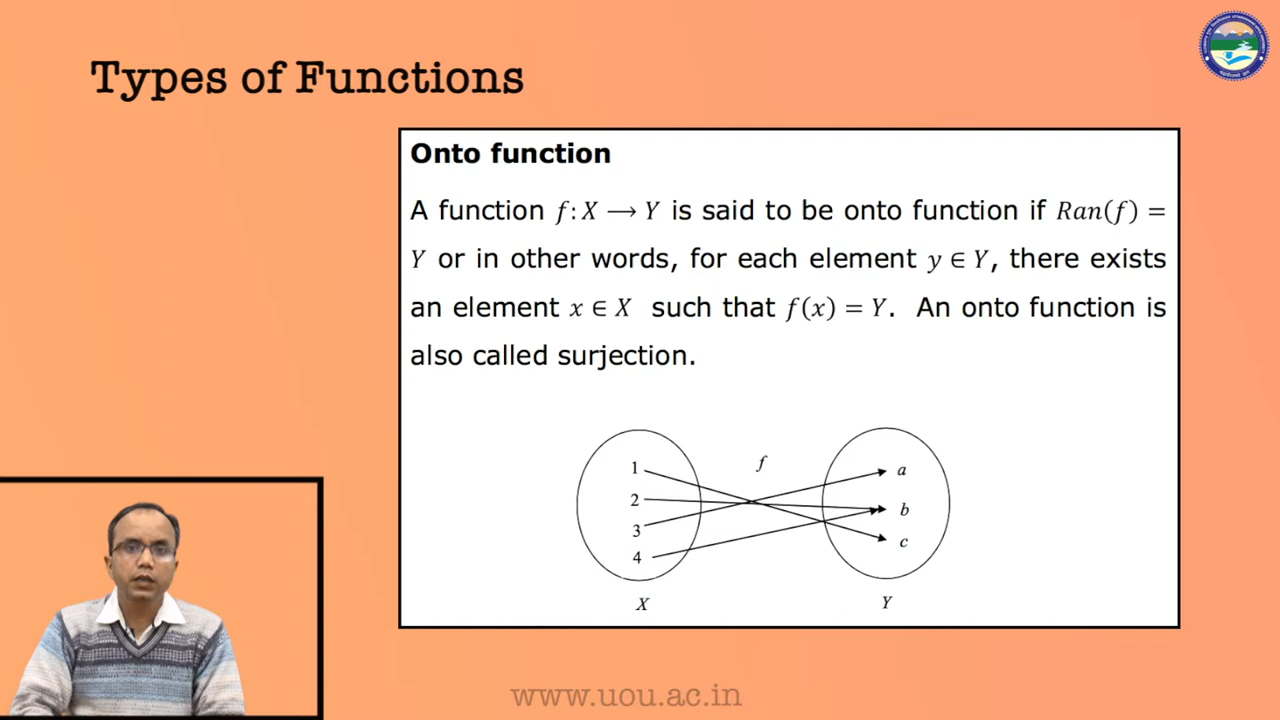 Types of Functions
Onto function
A function f: X ⟶ Y is said to be onto function if Ran(f) =
Y or in other words, for each element y ∈ Y, there exists
an element x ∈ X such that f(x) = Y. An onto function is
also called surjection.
f
1
2
3
4
a
b
c
X
Y
www.uou.ac.in